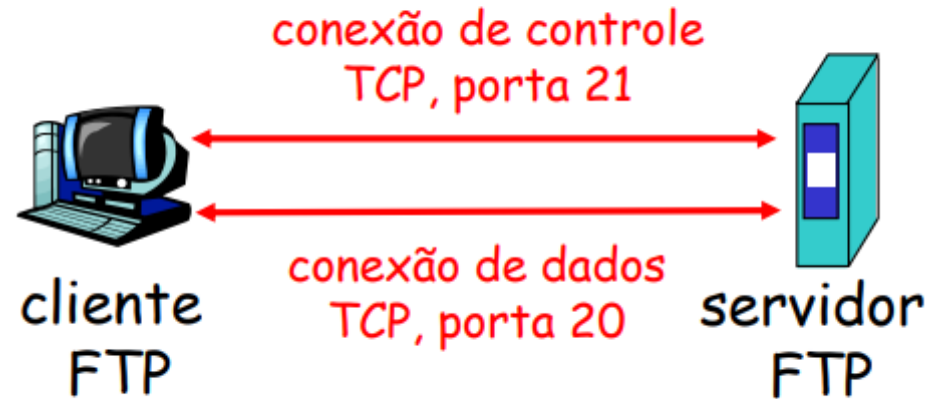 conexão de controle
TCP, porta 21
conexão de dados
TCP, porta 20
cliente
FTP
servidor
FTP